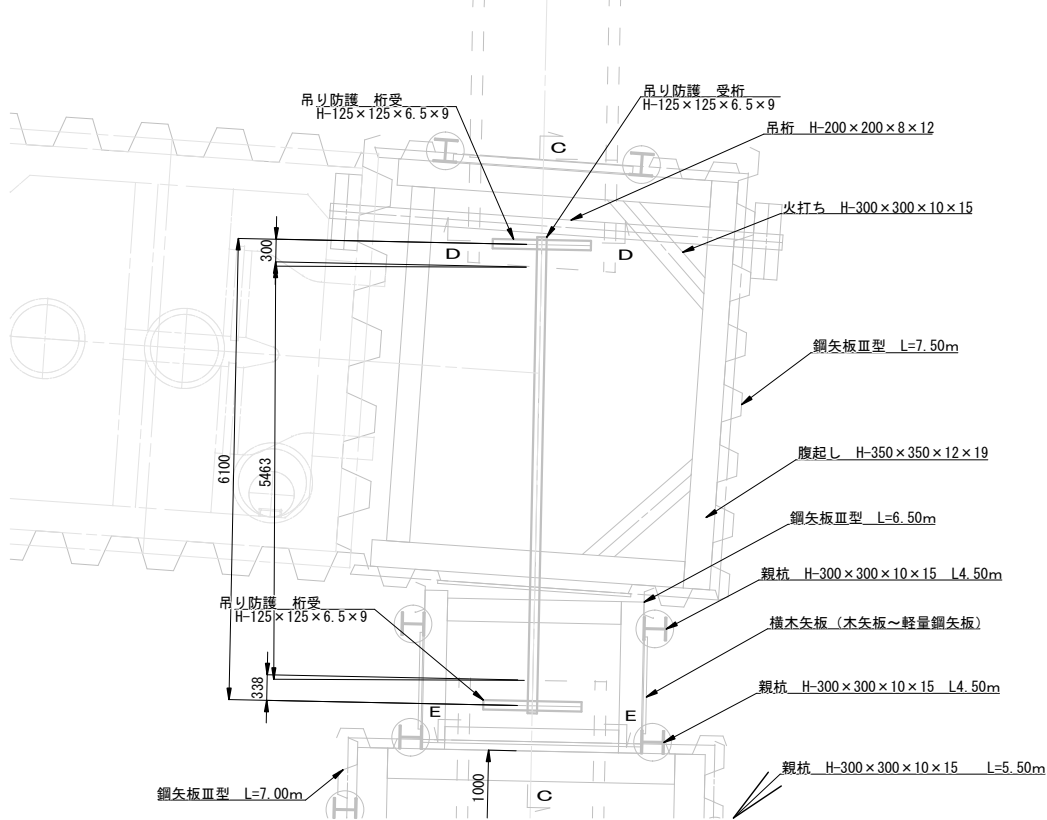 吊り防護　受桁
H-125×125×6.5×9
吊り防護　桁受
H-125×125×6.5×9
吊桁　H-200×200×8×12
C
火打ち　H-300×300×10×15
300
D
D
鋼矢板Ⅲ型　L=7.50m
6100
5463
腹起し　H-350×350×12×19
鋼矢板Ⅲ型　L=6.50m
親杭　H-300×300×10×15　L4.50m
吊り防護　桁受
H-125×125×6.5×9
横木矢板（木矢板～軽量鋼矢板）
338
親杭　H-300×300×10×15　L4.50m
E
E
親杭　H-300×300×10×15　　L=5.50m
1000
鋼矢板Ⅲ型　L=7.00m
C